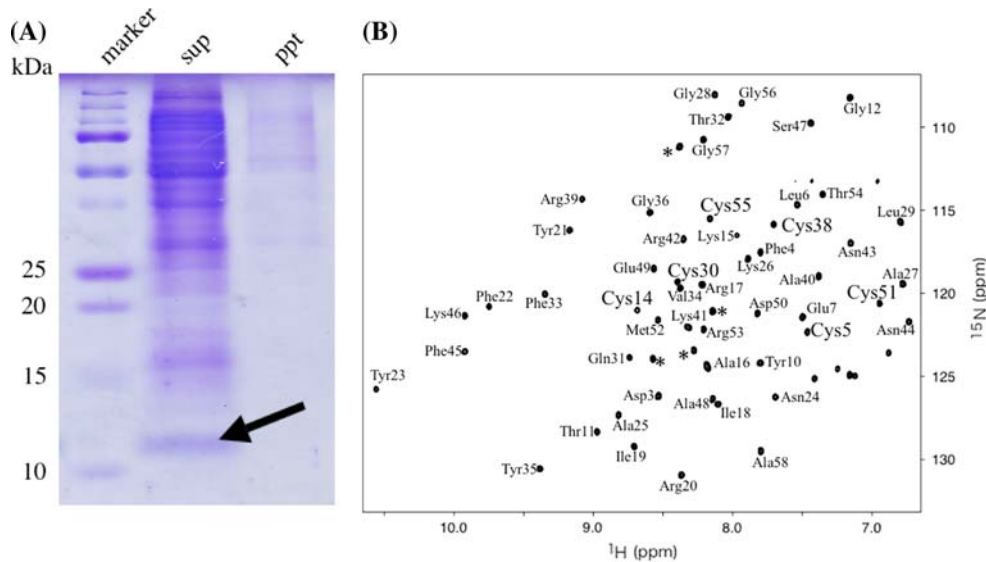 (A)
marker
sup
ppt
kDa
25
20
15
10
(B)
Gly28
Gly56
Gly12
Thr32
Ser47
Gly57
*
110
Arg39
Gly36
Cys55
Leu6
Thr54
Leu29
115
Tyr21
Arg42
Lys15
Cys38
Phe4
Asn43
Glu49
Lys26
Cys30
Arg17
Ala40
Ala27
Phe22
Phe33
Val34
Asp50
Glu7
Cys51
120
Lys46
Cys14
Lys41
*
Met52
Arg53
Cys5
Asn44
Phe45
Gln31
*
*
Ala16
Tyr10
Tyr23
Asp3
Ala48
Ile18
Asn24
125
Thr11
Ala25
Ile19
Ala58
Tyr35
Arg20
130
15N (ppm)
10.0
9.0
8.0
7.0
1H (ppm)